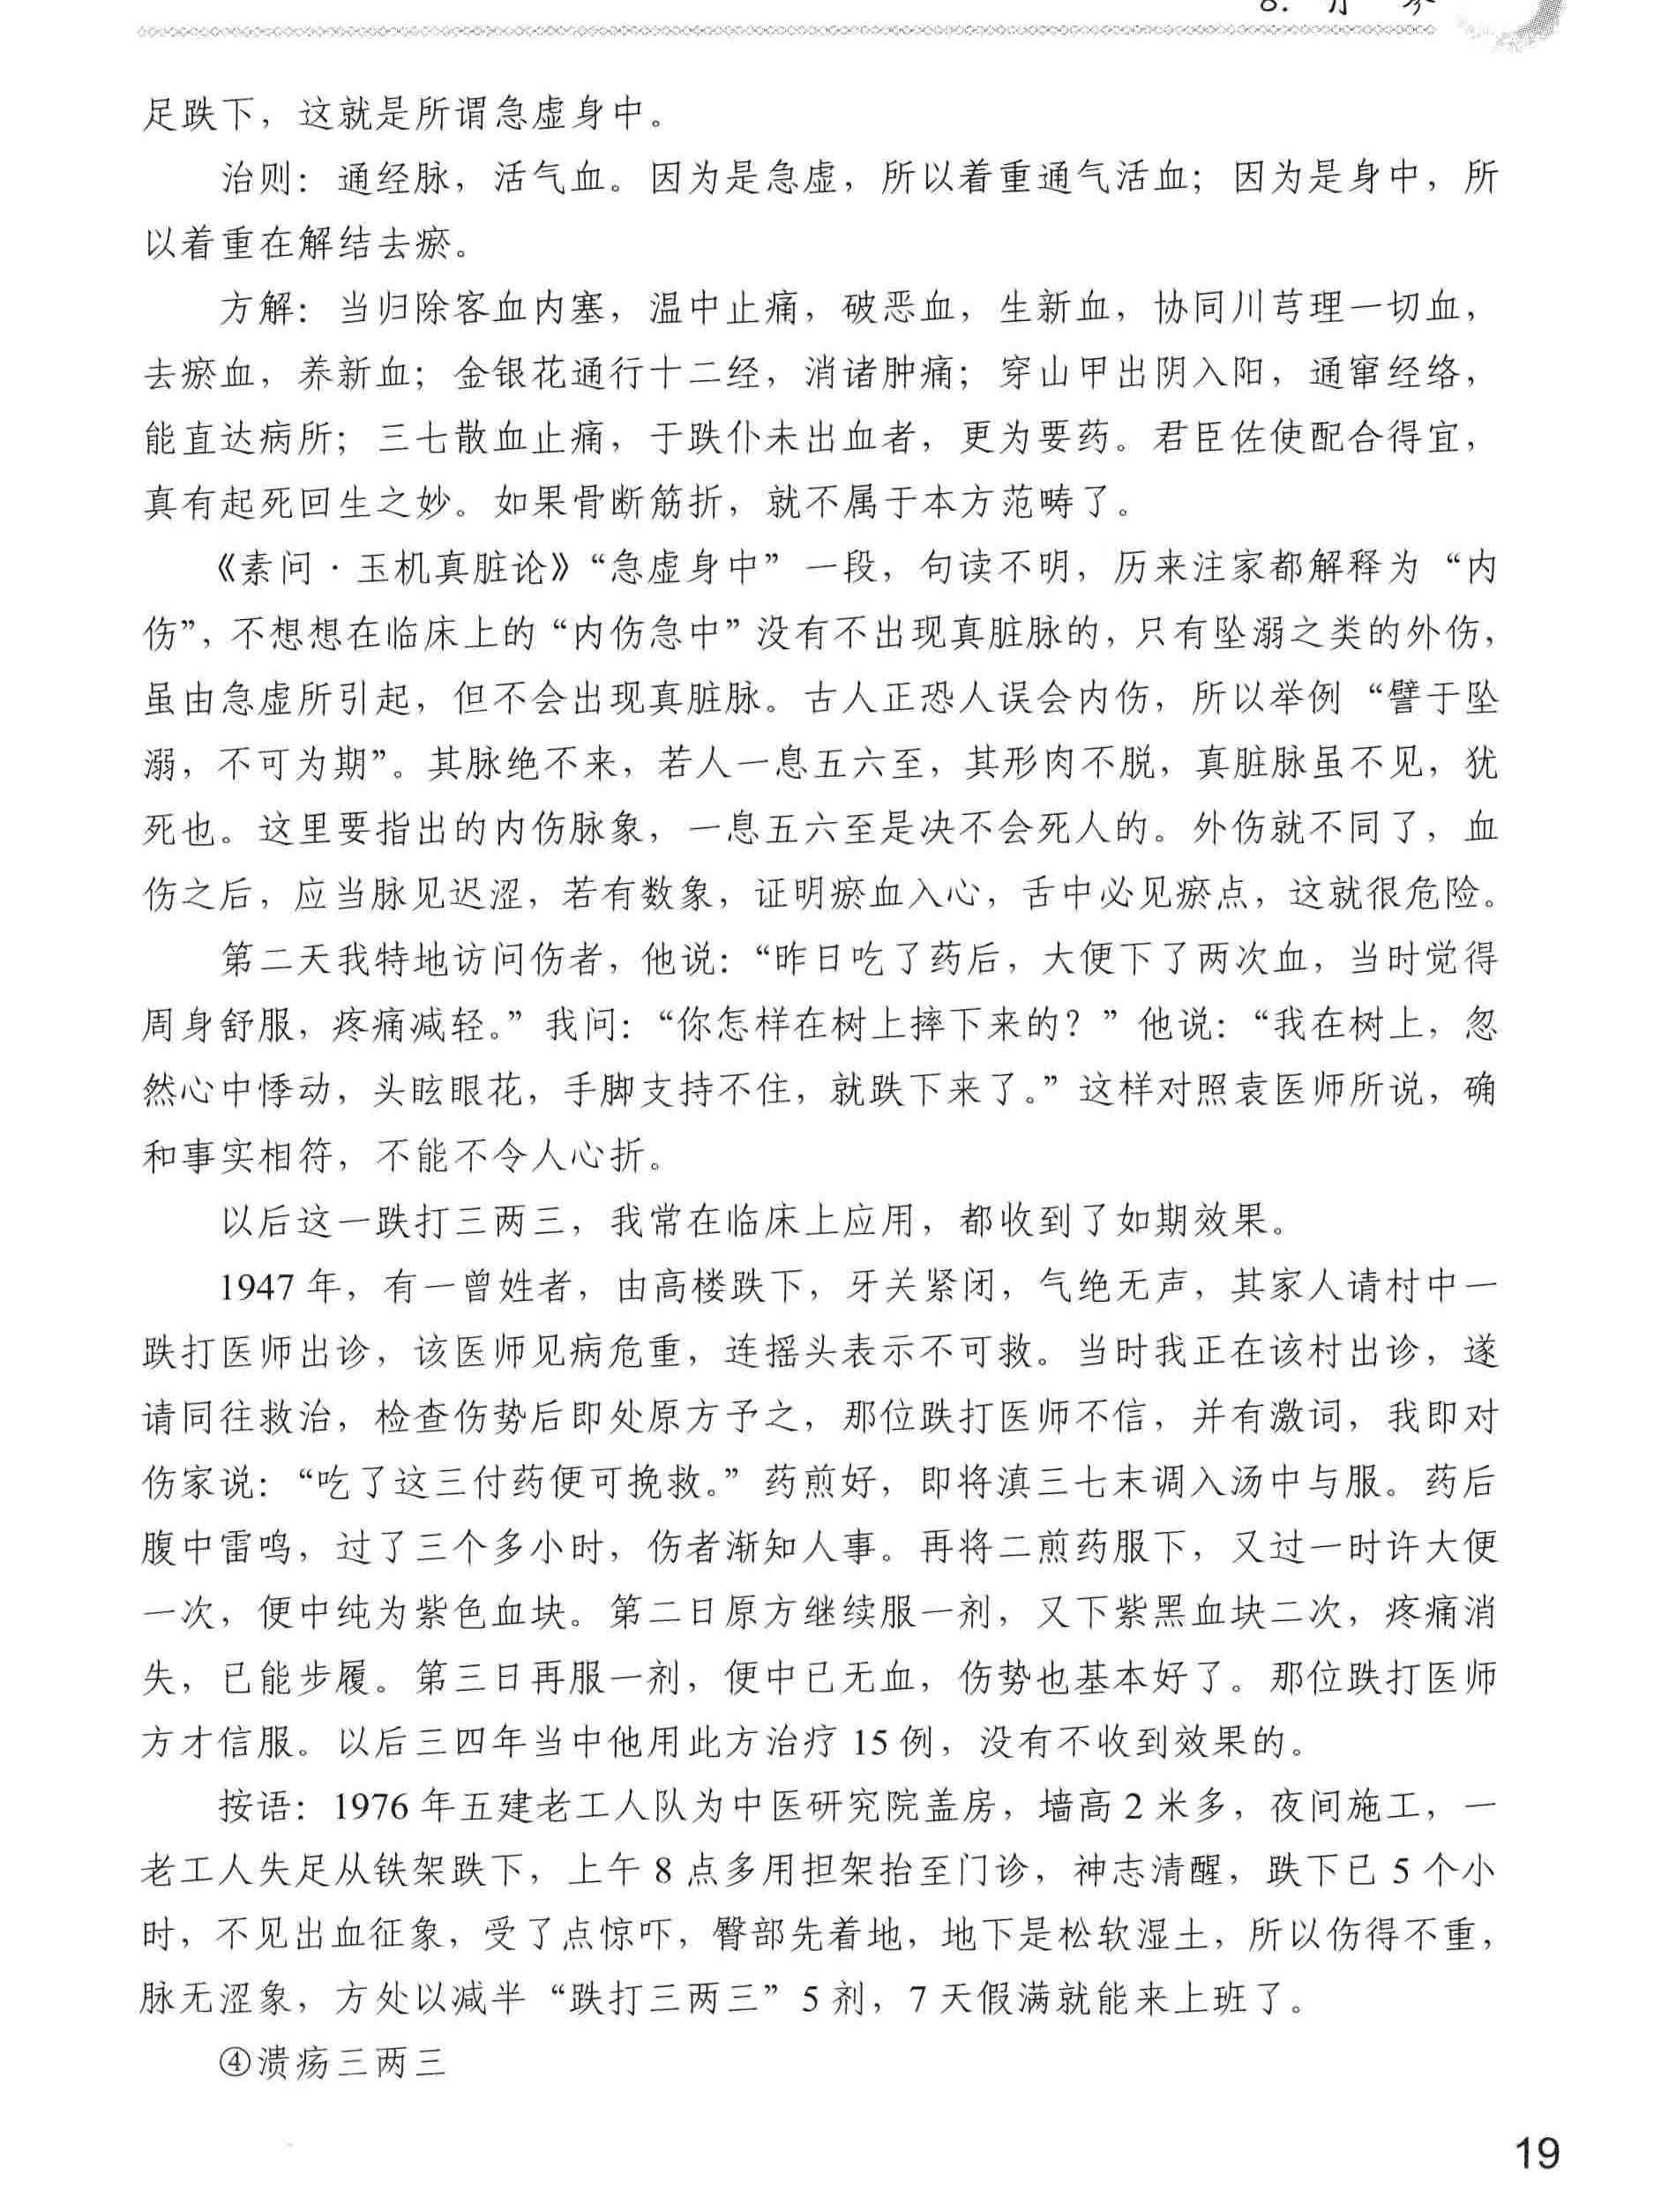 足跌下，这就是所谓急虚身中。
治则：通经脉，活气血。因为是急虚，所以着重通气活血；因为是身中，所
以着重在解结去瘀。
方解：当归除客血内塞，温中止痛，破恶血，生新血，协同川芎理一切血，
去瘀血，养新血；金银花通行十二经，消诸肿痛；穿山甲出阴入阳，通窜经络，
能直达病所；三七散血止痛，于跌仆未出血者，更为要药。君臣佐使配合得宜，
真有起死回生之妙。如果骨断筋折，就不属于本方范畴了。
《素问·玉机真脏论》“急虚身中”一段，句读不明，历来注家都解释为“内
伤”，不想想在临床上的“内伤急中”没有不出现真脏脉的，只有坠溺之类的外伤，
虽由急虚所引起，但不会出现真脏脉。古人正恐人误会内伤，所以举例“譬于坠
溺，不可为期”。其脉绝不来，若人一息五六至，其形肉不脱，真脏脉虽不见，犹
死也。这里要指出的内伤脉象，一息五六至是决不会死人的。外伤就不同了，血
伤之后，应当脉见迟涩，若有数象，证明瘀血入心，舌中必见瘀点，这就很危险。
第二天我特地访问伤者，他说：“昨日吃了药后，大便下了两次血，当时觉得
周身舒服，疼痛减轻。”我问：“你怎样在树上摔下来的？”他说：“我在树上，忽
然心中悸动，头眩眼花，手脚支持不住，就跌下来了。”这样对照袁医师所说，确
和事实相符，不能不令人心折。
以后这一跌打三两三，我常在临床上应用，都收到了如期效果。
1947年，有一曾姓者，由高楼跌下，牙关紧闭，气绝无声，其家人请村中一
跌打医师出诊，该医师见病危重，连摇头表示不可救。当时我正在该村出诊，遂
请同往救治，检查伤势后即处原方予之，那位跌打医师不信，并有激词，我即对
伤家说：“吃了这三付药便可挽救。”药煎好，即将滇三七末调入汤中与服。药后
腹中雷鸣，过了三个多小时，伤者渐知人事。再将二煎药服下，又过一时许大便
一次，便中纯为紫色血块。第二日原方继续服一剂，又下紫黑血块二次，疼痛消
失，已能步履。第三日再服一剂，便中已无血，伤势也基本好了。那位跌打医师
方才信服。以后三四年当中他用此方治疗15例，没有不收到效果的。
按语：1976年五建老工人队为中医研究院盖房，墙高2米多，夜间施工，一
老工人失足从铁架跌下，上午8点多用担架抬至门诊，神志清醒，跌下已5个小
时，不见出血征象，受了点惊吓，臀部先着地，地下是松软湿土，所以伤得不重，
脉无涩象，方处以减半“跌打三两三”5剂，7天假满就能来上班了。
④溃疡三两三
19